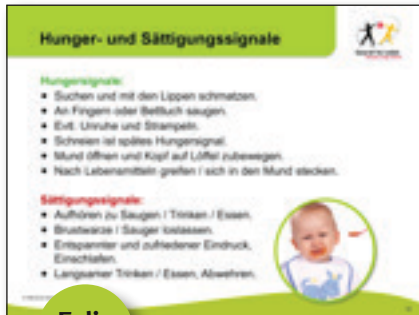 Hunger- und Sättigungssignale
Hungersignale:
Suchen und mit den Lippen schmatzen.
An Fingern oder Betttuch saugen.
Evtl. Unruhe und Strampeln.
Schreien ist spätes Hungersignal.
Mund öffnen und Kopf auf Löffel zubewegen.
Nach Lebensmitteln greifen / sich in den Mund stecken.
Sättigungssignale:
Aufhören zu Saugen / Trinken / Essen.
Brustwarze / Sauger loslassen.
Entspannter und zufriedener Eindruck,
Einschlafen.
Langsamer Trinken / Essen, Abwehren.